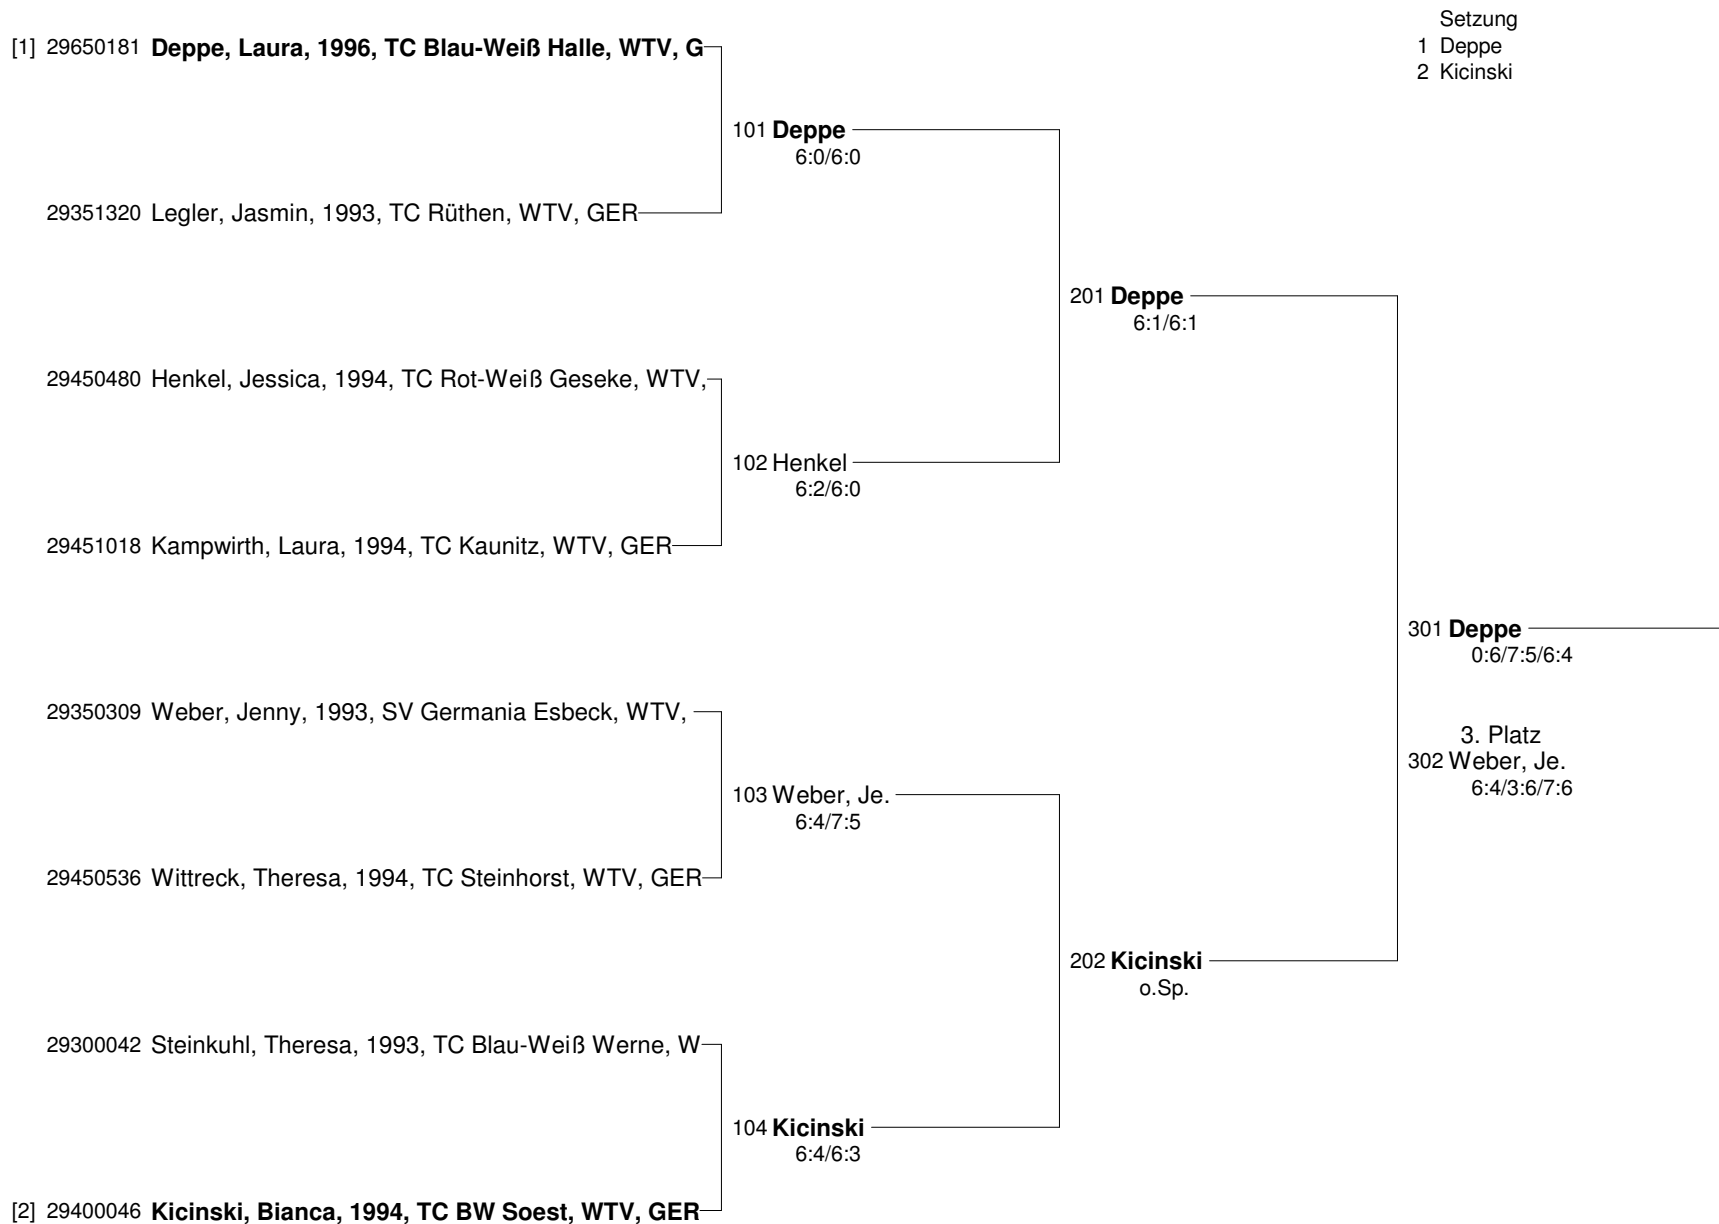 Setzung
1 Deppe
2 Kicinski
[1] 29650181 Deppe, Laura, 1996, TC Blau-Weiß Halle, WTV, G
101 Deppe
6:0/6:0
29351320 Legler, Jasmin, 1993, TC Rüthen, WTV, GER
201 Deppe
6:1/6:1
29450480 Henkel, Jessica, 1994, TC Rot-Weiß Geseke, WTV,
102 Henkel
6:2/6:0
29451018 Kampwirth, Laura, 1994, TC Kaunitz, WTV, GER
301 Deppe
0:6/7:5/6:4
29350309 Weber, Jenny, 1993, SV Germania Esbeck, WTV,
3. Platz
302 Weber, Je.
6:4/3:6/7:6
103 Weber, Je.
6:4/7:5
29450536 Wittreck, Theresa, 1994, TC Steinhorst, WTV, GER
202 Kicinski
o.Sp.
29300042 Steinkuhl, Theresa, 1993, TC Blau-Weiß Werne, W
104 Kicinski
6:4/6:3
[2] 29400046 Kicinski, Bianca, 1994, TC BW Soest, WTV, GER